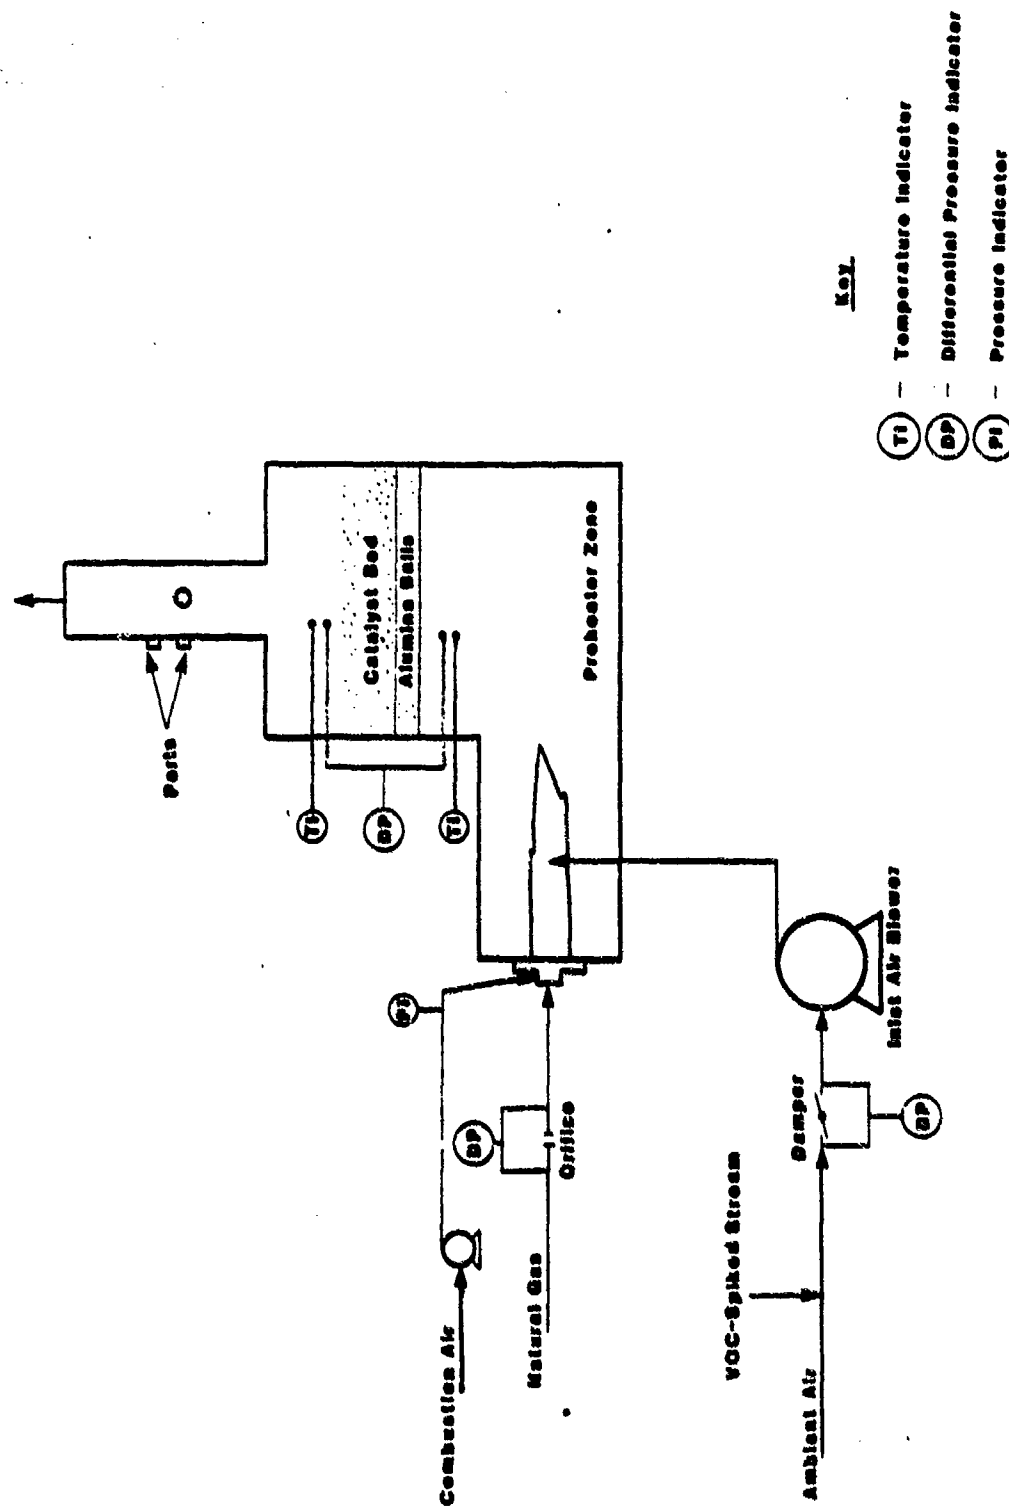 Ports
TI
DP
TI
Catalyst Bed
Alumina Balls
Preheater Zone
PI
DP
Orifice
Combustion Air
Natural Gas
VOC-Spiked Stream
Ambient Air
Damper
DP
Inlet Air Blower
Key
TI — Temperature Indicator
DP — Differential Pressure Indicator
PI — Pressure Indicator